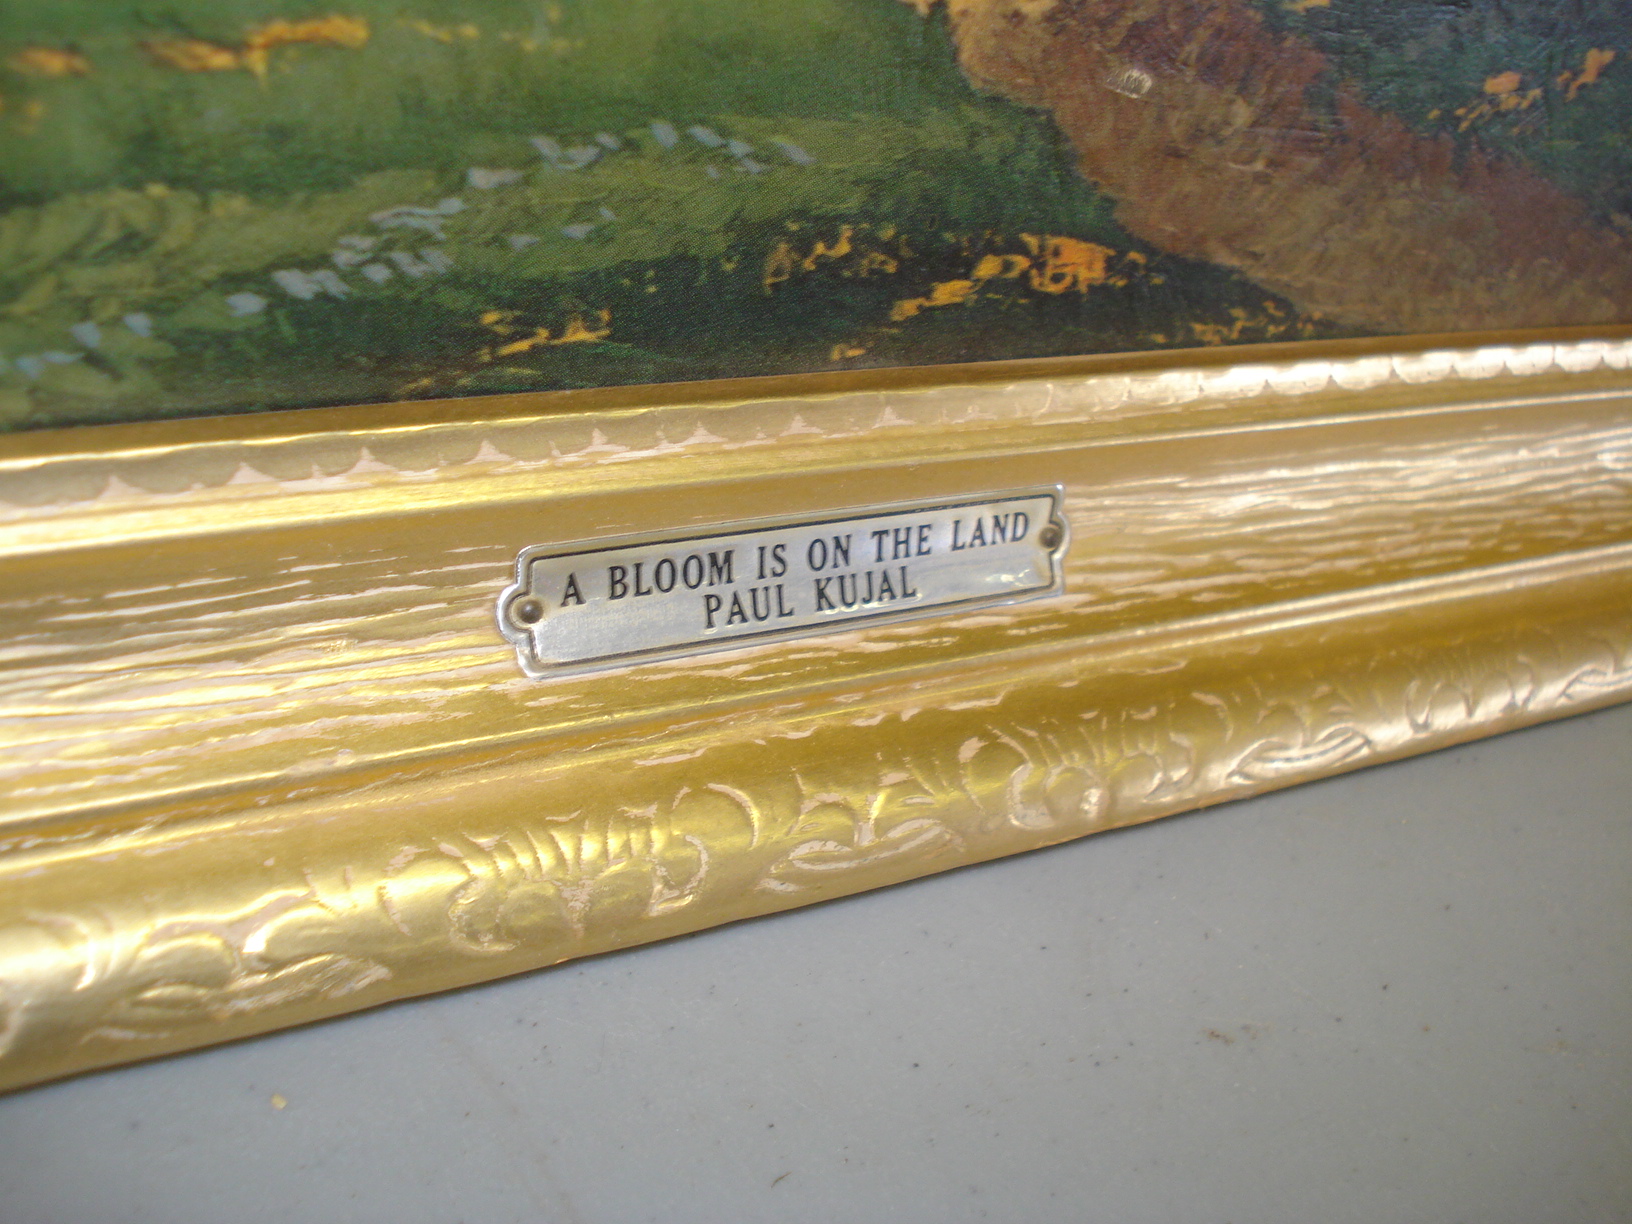 A BLOOM IS ON THE LAND
PAUL KUJAL